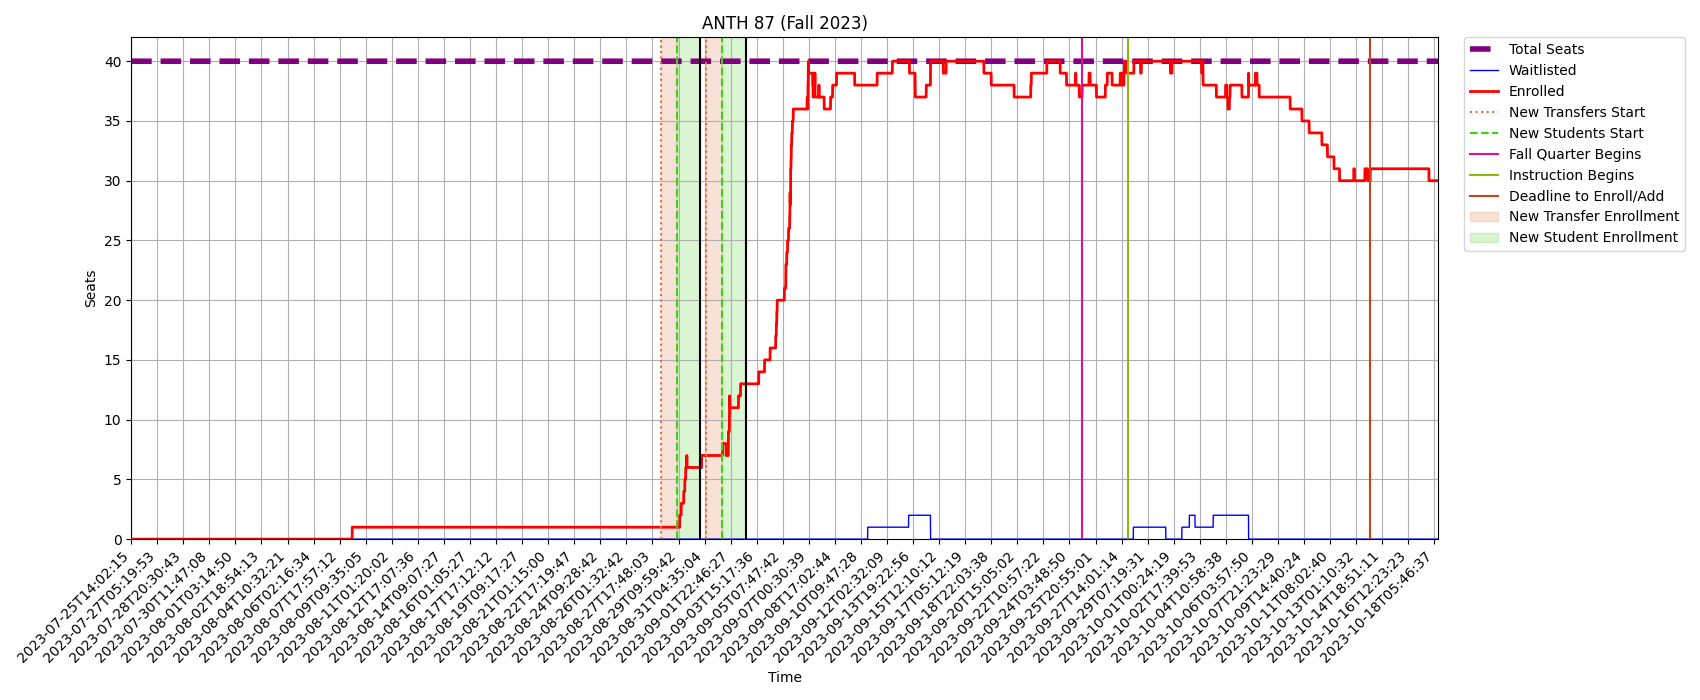 ANTH 87 (Fall 2023)
Total Seats
Waitlisted
Enrolled
New Transfers Start
New Students Start
Fall Quarter Begins
Instruction Begins
Deadline to Enroll/Add
New Transfer Enrollment
New Student Enrollment
Seats
40
35
30
25
20
15
10
5
0
2023-07-25T14:02:15
2023-07-27T05:19:53
2023-07-28T20:30:43
2023-07-30T11:47:08
2023-08-01T03:14:50
2023-08-02T18:54:13
2023-08-04T10:32:21
2023-08-06T02:16:34
2023-08-07T17:57:12
2023-08-09T09:35:05
2023-08-11T01:20:02
2023-08-12T17:07:36
2023-08-14T09:07:27
2023-08-16T01:05:27
2023-08-17T17:12:12
2023-08-19T09:17:27
2023-08-21T01:15:00
2023-08-22T17:19:47
2023-08-24T09:28:42
2023-08-26T01:32:42
2023-08-27T17:48:03
2023-08-29T09:59:42
2023-08-31T04:35:04
2023-09-01T22:46:27
2023-09-03T15:17:36
2023-09-05T07:47:42
2023-09-07T00:30:39
2023-09-08T17:02:44
2023-09-10T09:47:28
2023-09-12T02:32:09
2023-09-13T19:22:56
2023-09-15T12:10:12
2023-09-17T05:12:19
2023-09-18T22:03:38
2023-09-20T15:05:02
2023-09-22T10:57:22
2023-09-24T03:48:50
2023-09-25T20:55:01
2023-09-27T14:01:14
2023-09-29T07:19:31
2023-10-01T00:24:19
2023-10-02T17:39:53
2023-10-04T10:58:38
2023-10-06T03:57:50
2023-10-07T21:23:29
2023-10-09T14:40:24
2023-10-11T08:02:40
2023-10-13T01:10:32
2023-10-14T18:51:11
2023-10-16T12:23:23
2023-10-18T05:46:37
Time